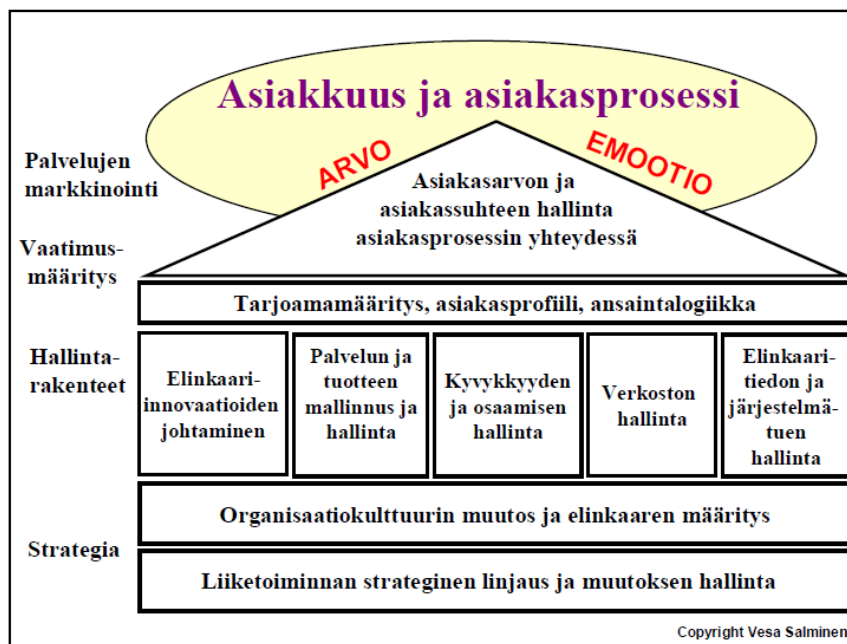 Asiakkuus ja asiakasprosessi
ARVO
EMOOTIO
Palvelujen
markkinointi
Asiakasarvon ja
asiakassuhteen hallinta
asiakasprosessin yhteydessä
Vaatimus-
määritys
Tarjoamamääritys, asiakasprofiili, ansaintalogiikka
Hallinta-
rakenteet
Elinkaari-
innovaatioiden
johtaminen
Palvelun ja
tuotteen
mallinnus ja
hallinta
Kyvykkyyden
ja osaamisen
hallinta
Verkoston
hallinta
Elinkaari-
tiedon ja
järjestelmä-
tuen
hallinta
Organisaatiokulttuurin muutos ja elinkaaren määritys
Strategia
Liiketoiminnan strateginen linjaus ja muutoksen hallinta
Copyright Vesa Salminen